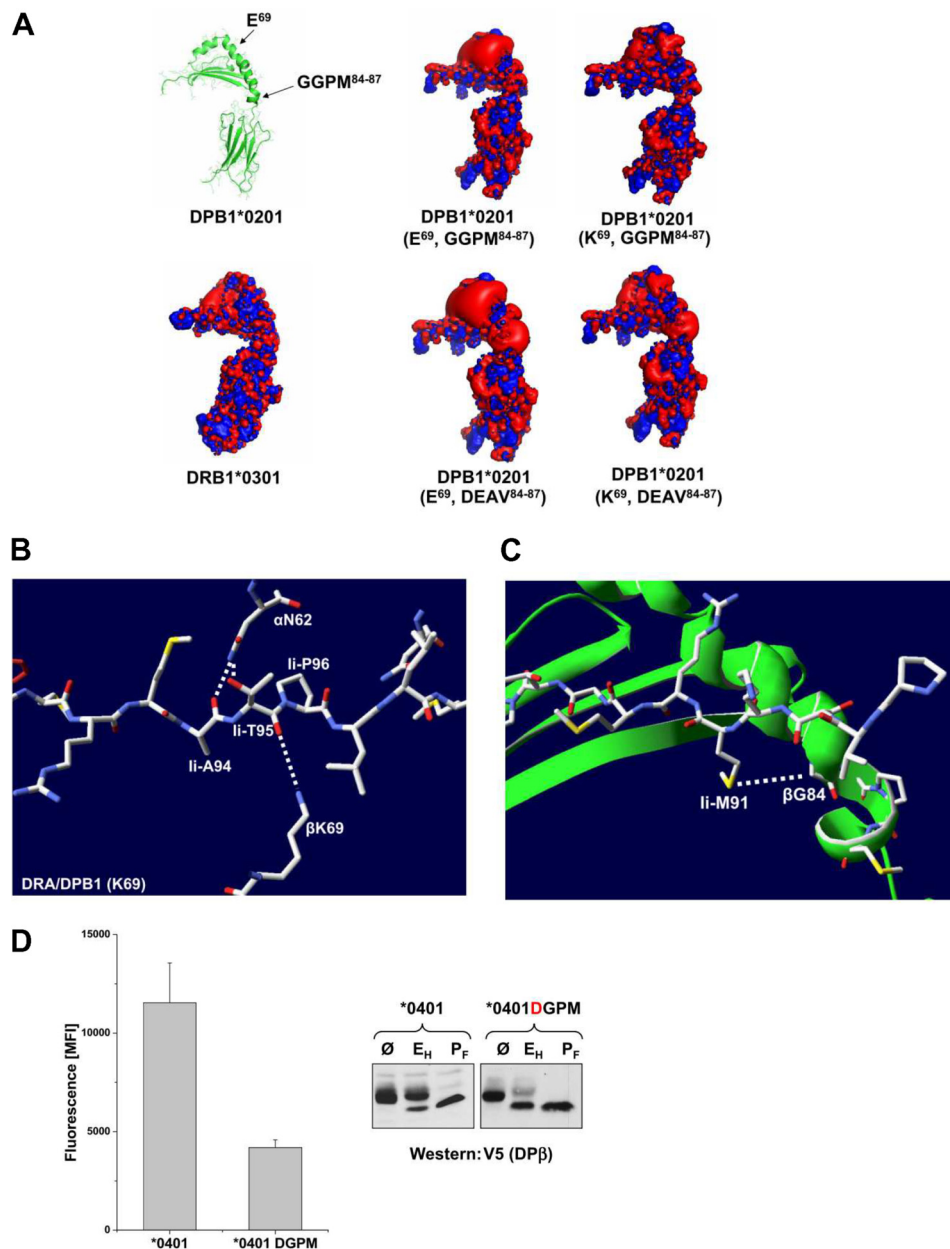 A
E69
GGPM84-87
DPB1*0201
DPB1*0201
(E69, GGPM84-87)
DPB1*0201
(K69, GGPM84-87)
DRB1*0301
DPB1*0201
(E69, DEAV84-87)
DPB1*0201
(K69, DEAV84-87)
B
αN62
Ii-P96
Ii-T95
Ii-A94
βK69
DRA/DPB1 (K69)
C
Ii-M91
βG84
D
Fluorescence [MFI]
15000
10000
5000
0
*0401
*0401 DGPM
*0401
*0401DGPM
Ø
EH
PF
Ø
EH
PF
Western: V5 (DPβ)